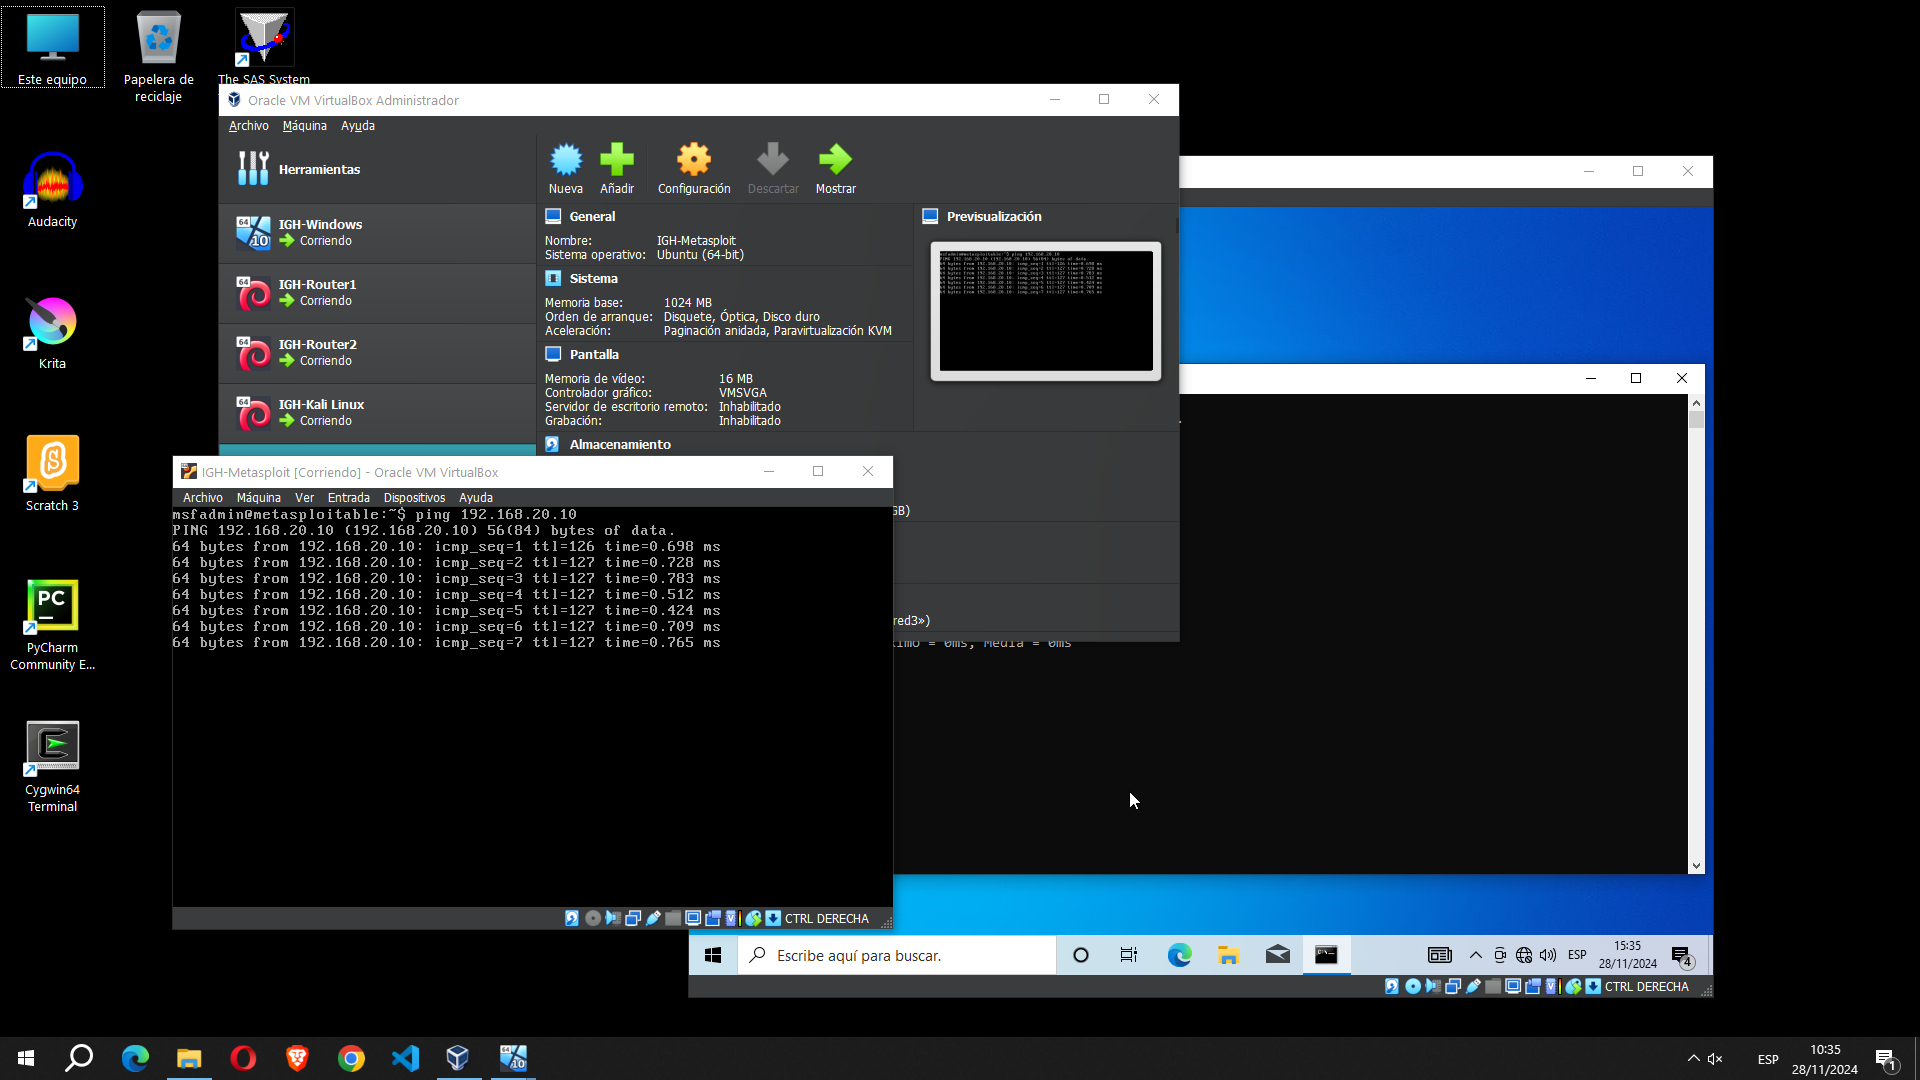 Este equipo
Papelera de
reciclaje
The SAS System
Audacity
Krita
Scratch 3
PyCharm
Community E...
Cygwin64
Terminal
Oracle VM VirtualBox Administrador
Archivo Máquina Ayuda
Herramientas
Nueva Añadir Configuración Descartar Mostrar
IGH-Windows
Corriendo
IGH-Router1
Corriendo
IGH-Router2
Corriendo
IGH-Kali Linux
Corriendo
General
Nombre: IGH-Metasploit
Sistema operativo: Ubuntu (64-bit)
Sistema
Memoria base: 1024 MB
Orden de arranque: Disquete, Óptica, Disco duro
Aceleración: Paginación anidada, Paravirtualización KVM
Pantalla
Memoria de vídeo: 16 MB
Controlador gráfico: VMSVGA
Servidor de escritorio remoto: Inhabilitado
Grabación: Inhabilitado
Almacenamiento
GB)
red3»)
Previsualización
ximo = 0ms, Media = 0ms
IGH-Metasploit [Corriendo] - Oracle VM VirtualBox
Archivo Máquina Ver Entrada Dispositivos Ayuda
msfadmin@metasploitable:~$ ping 192.168.20.10
PING 192.168.20.10 (192.168.20.10) 56(84) bytes of data.
64 bytes from 192.168.20.10: icmp_seq=1 ttl=126 time=0.698 ms
64 bytes from 192.168.20.10: icmp_seq=2 ttl=127 time=0.728 ms
64 bytes from 192.168.20.10: icmp_seq=3 ttl=127 time=0.783 ms
64 bytes from 192.168.20.10: icmp_seq=4 ttl=127 time=0.512 ms
64 bytes from 192.168.20.10: icmp_seq=5 ttl=127 time=0.424 ms
64 bytes from 192.168.20.10: icmp_seq=6 ttl=127 time=0.709 ms
64 bytes from 192.168.20.10: icmp_seq=7 ttl=127 time=0.765 ms
CTRL DERECHA
Escribe aquí para buscar.
ESP
15:35
28/11/2024
4
CTRL DERECHA
ESP
10:35
28/11/2024
1